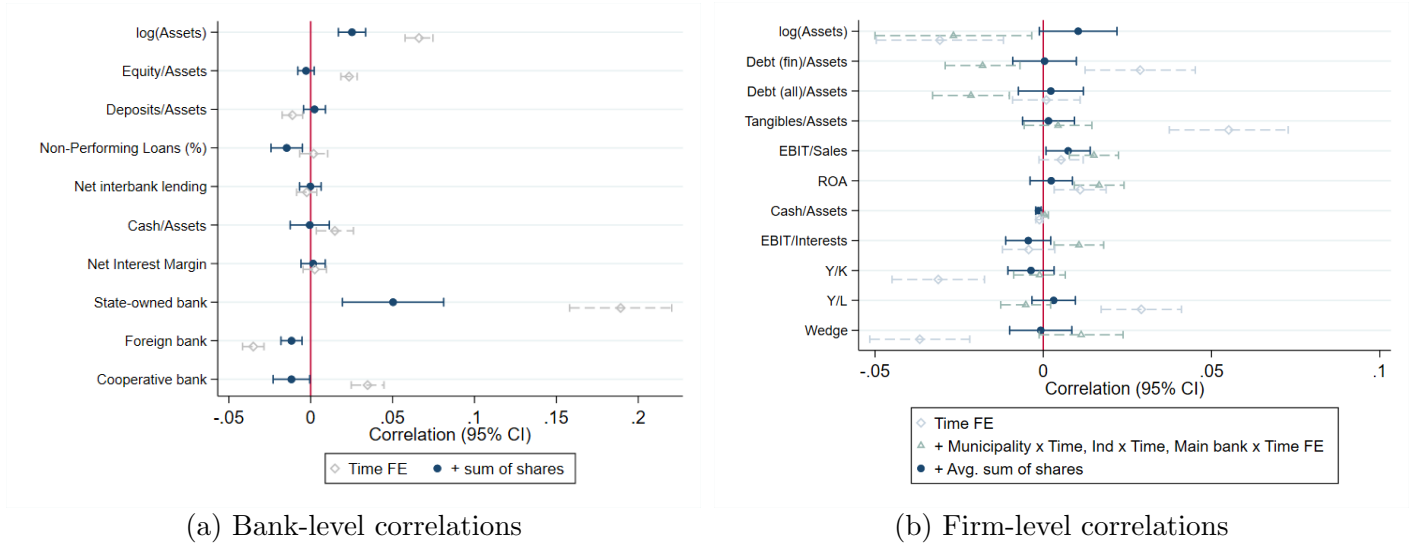 log(Assets)
Equity/Assets
Deposits/Assets
Non-Performing Loans (%)
Net interbank lending
Cash/Assets
Net Interest Margin
State-owned bank
Foreign bank
Cooperative bank
-.05 0 .05 .1 .15 .2
Correlation (95% CI)
Time FE + sum of shares
(a) Bank-level correlations
log(Assets)
Debt (fin)/Assets
Debt (all)/Assets
Tangibles/Assets
EBIT/Sales
ROA
Cash/Assets
EBIT/Interests
Y/K
Y/L
Wedge
-.05 0 .05 .1
Correlation (95% CI)
Time FE
+ Municipality x Time, Ind x Time, Main bank x Time FE
+ Avg. sum of shares
(b) Firm-level correlations